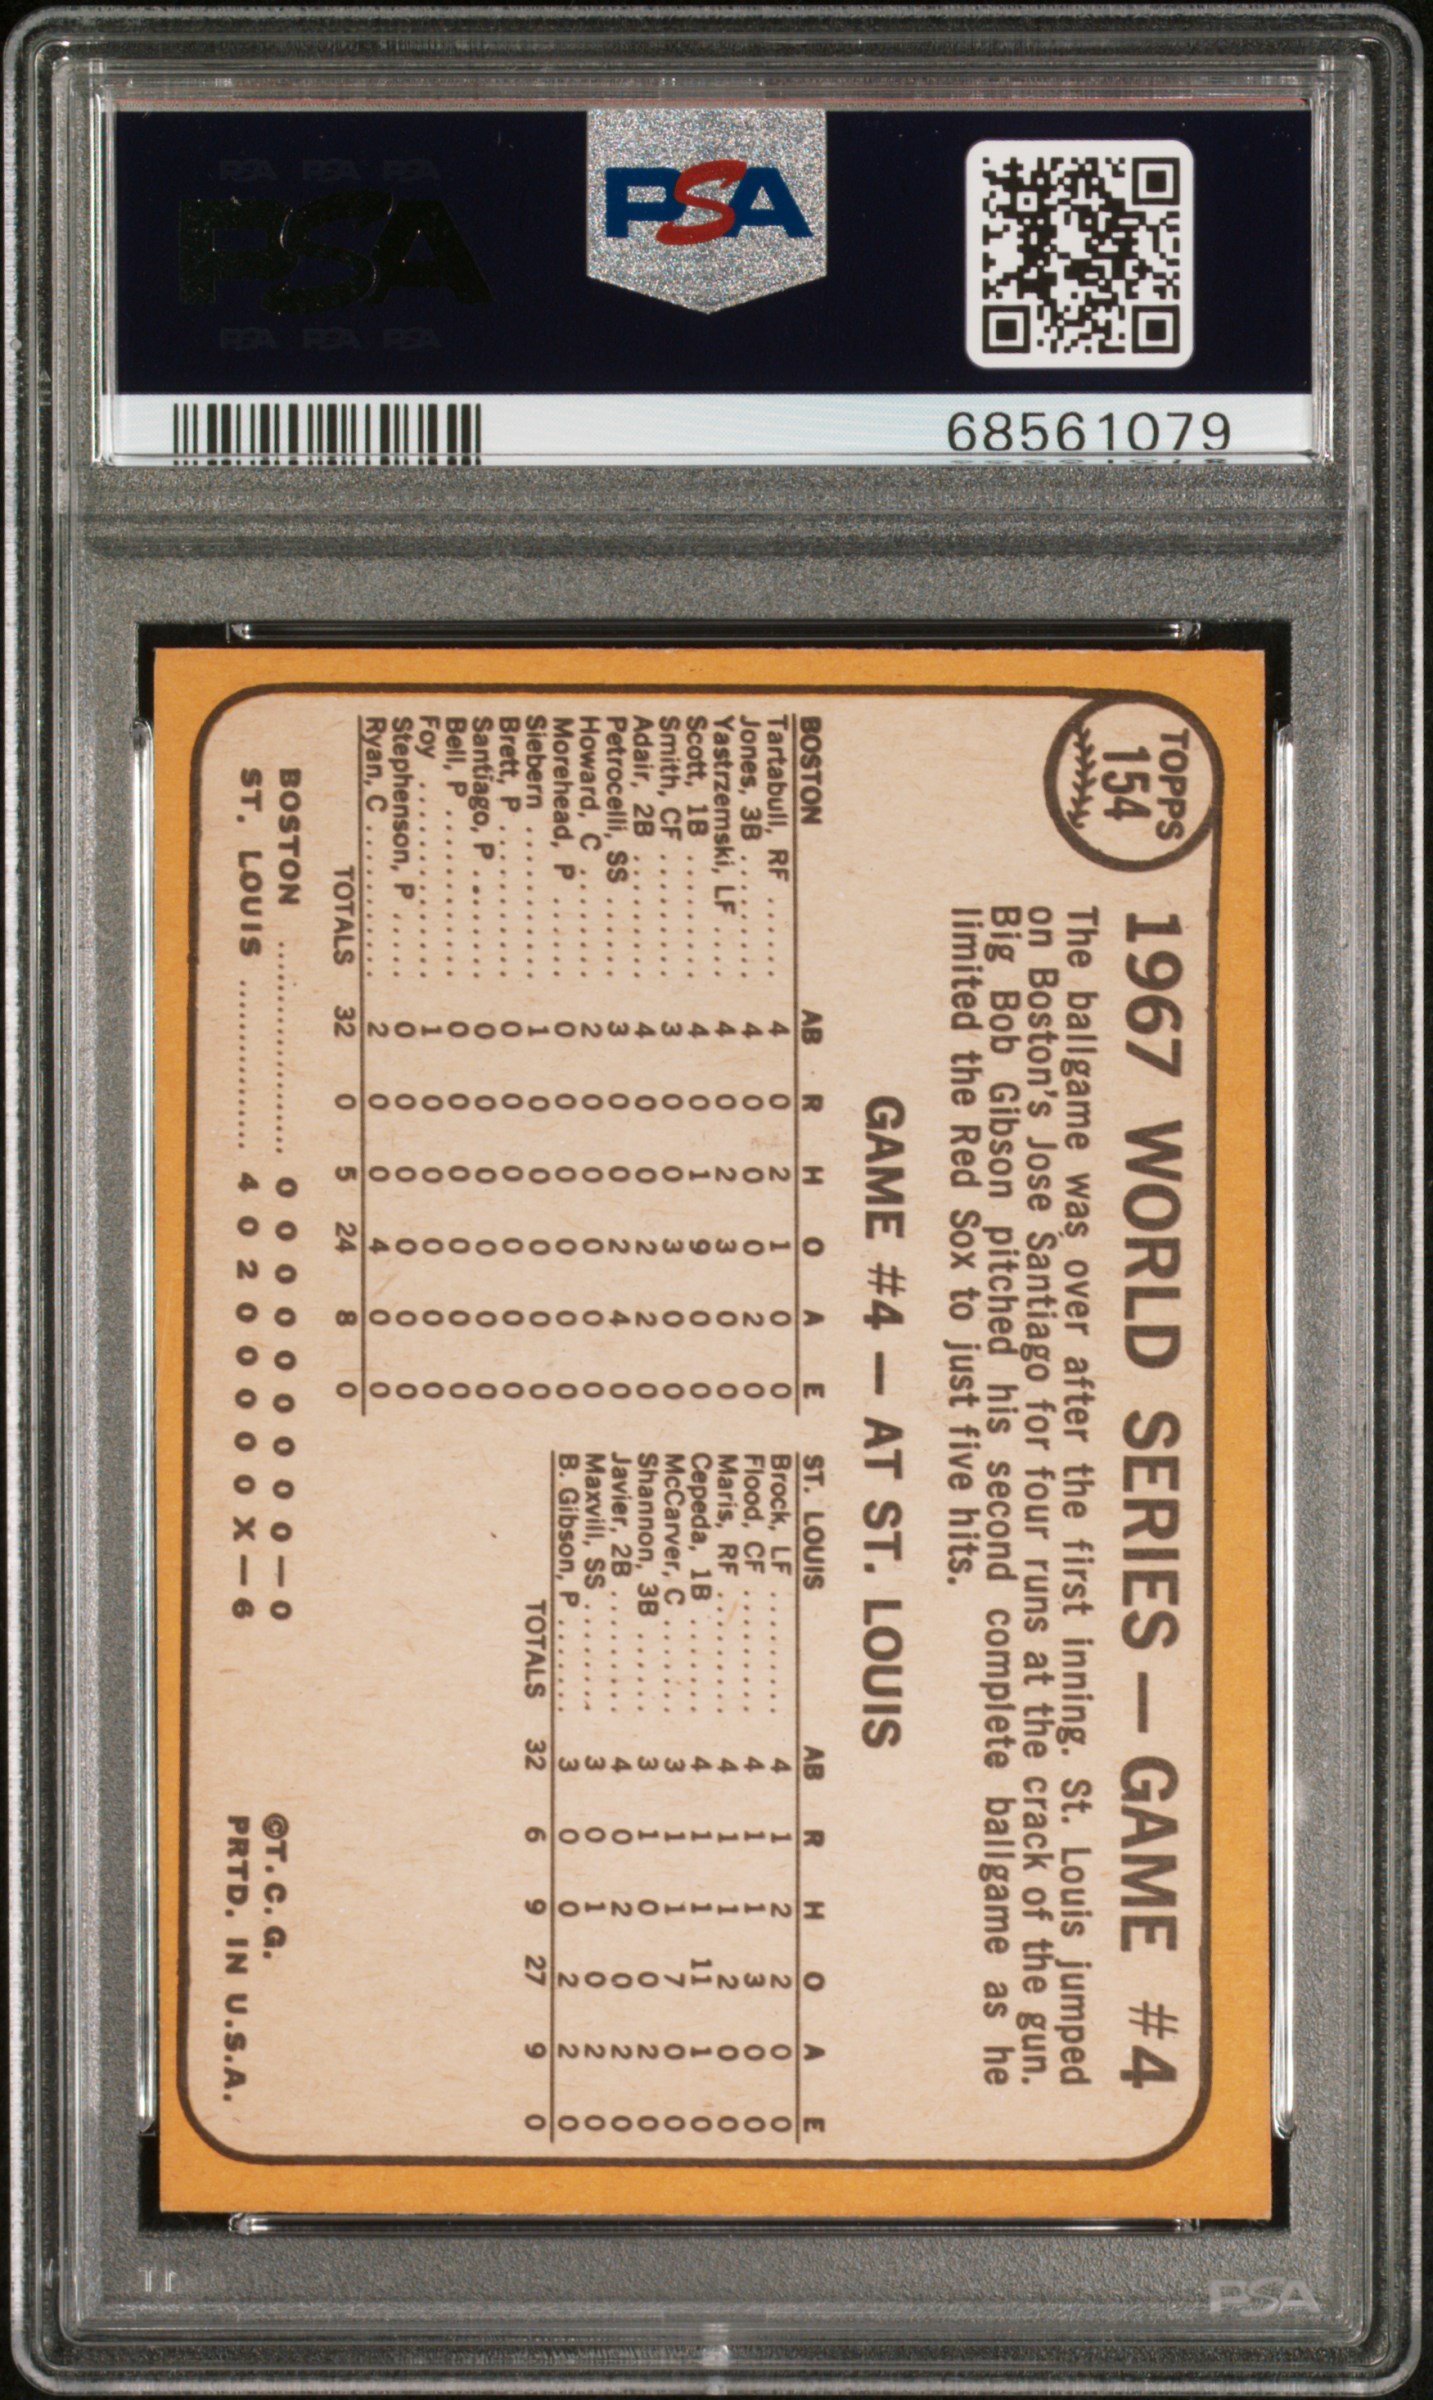 PSA PSA PSA
PSA
PSA PSA PSA
PSA
68561079
TOPPS
154
1967 WORLD SERIES — GAME #4
The ballgame was over after the first inning. St. Louis jumped
on Boston's Jose Santiago for four runs at the crack of the gun.
Big Bob Gibson pitched his second complete ballgame as he
limited the Red Sox to just five hits.
GAME #4 — AT ST. LOUIS
BOSTON AB R H O A E
Tartabull, RF ...... 4 0 2 1 0 0
Jones, 3B ........ 4 0 0 0 2 0
Yastrzemski, LF .... 4 0 2 3 0 0
Scott, 1B ......... 4 0 1 9 0 0
Smith, CF ......... 3 0 0 3 0 0
Adair, 2B ......... 4 0 0 2 2 0
Petrocelli, SS ...... 3 0 0 2 4 0
Howard, C ........ 2 0 0 0 0 0
Morehead, P ...... 0 0 0 0 0 0
Siebern .......... 1 0 0 0 0 0
Brett, P .......... 0 0 0 0 0 0
Santiago, P ....... 0 0 0 0 0 0
Bell, P ........... 0 0 0 0 0 0
Foy ............. 1 0 0 0 0 0
Stephenson, P ..... 0 0 0 0 0 0
Ryan, C .......... 2 0 0 4 0 0
TOTALS 32 0 5 24 8 0
ST. LOUIS AB R H O A E
Brock, LF ......... 4 1 2 2 0 0
Flood, CF ........ 4 1 1 3 0 0
Maris, RF ........ 4 1 1 2 0 0
Cepeda, 1B ....... 4 1 1 11 1 0
McCarver, C ...... 3 1 1 7 0 0
Shannon, 3B ...... 3 1 0 0 2 0
Javier, 2B ........ 4 0 2 0 2 0
Maxvill, SS ....... 3 0 1 0 2 0
B. Gibson, P ...... 3 0 0 2 2 0
TOTALS 32 6 9 27 9 0
BOSTON .................. 0 0 0 0 0 0 0 0 0 — 0
ST. LOUIS .............. 4 0 2 0 0 0 0 0 X — 6
©T.C.G.
PRTD. IN U.S.A.
PSA